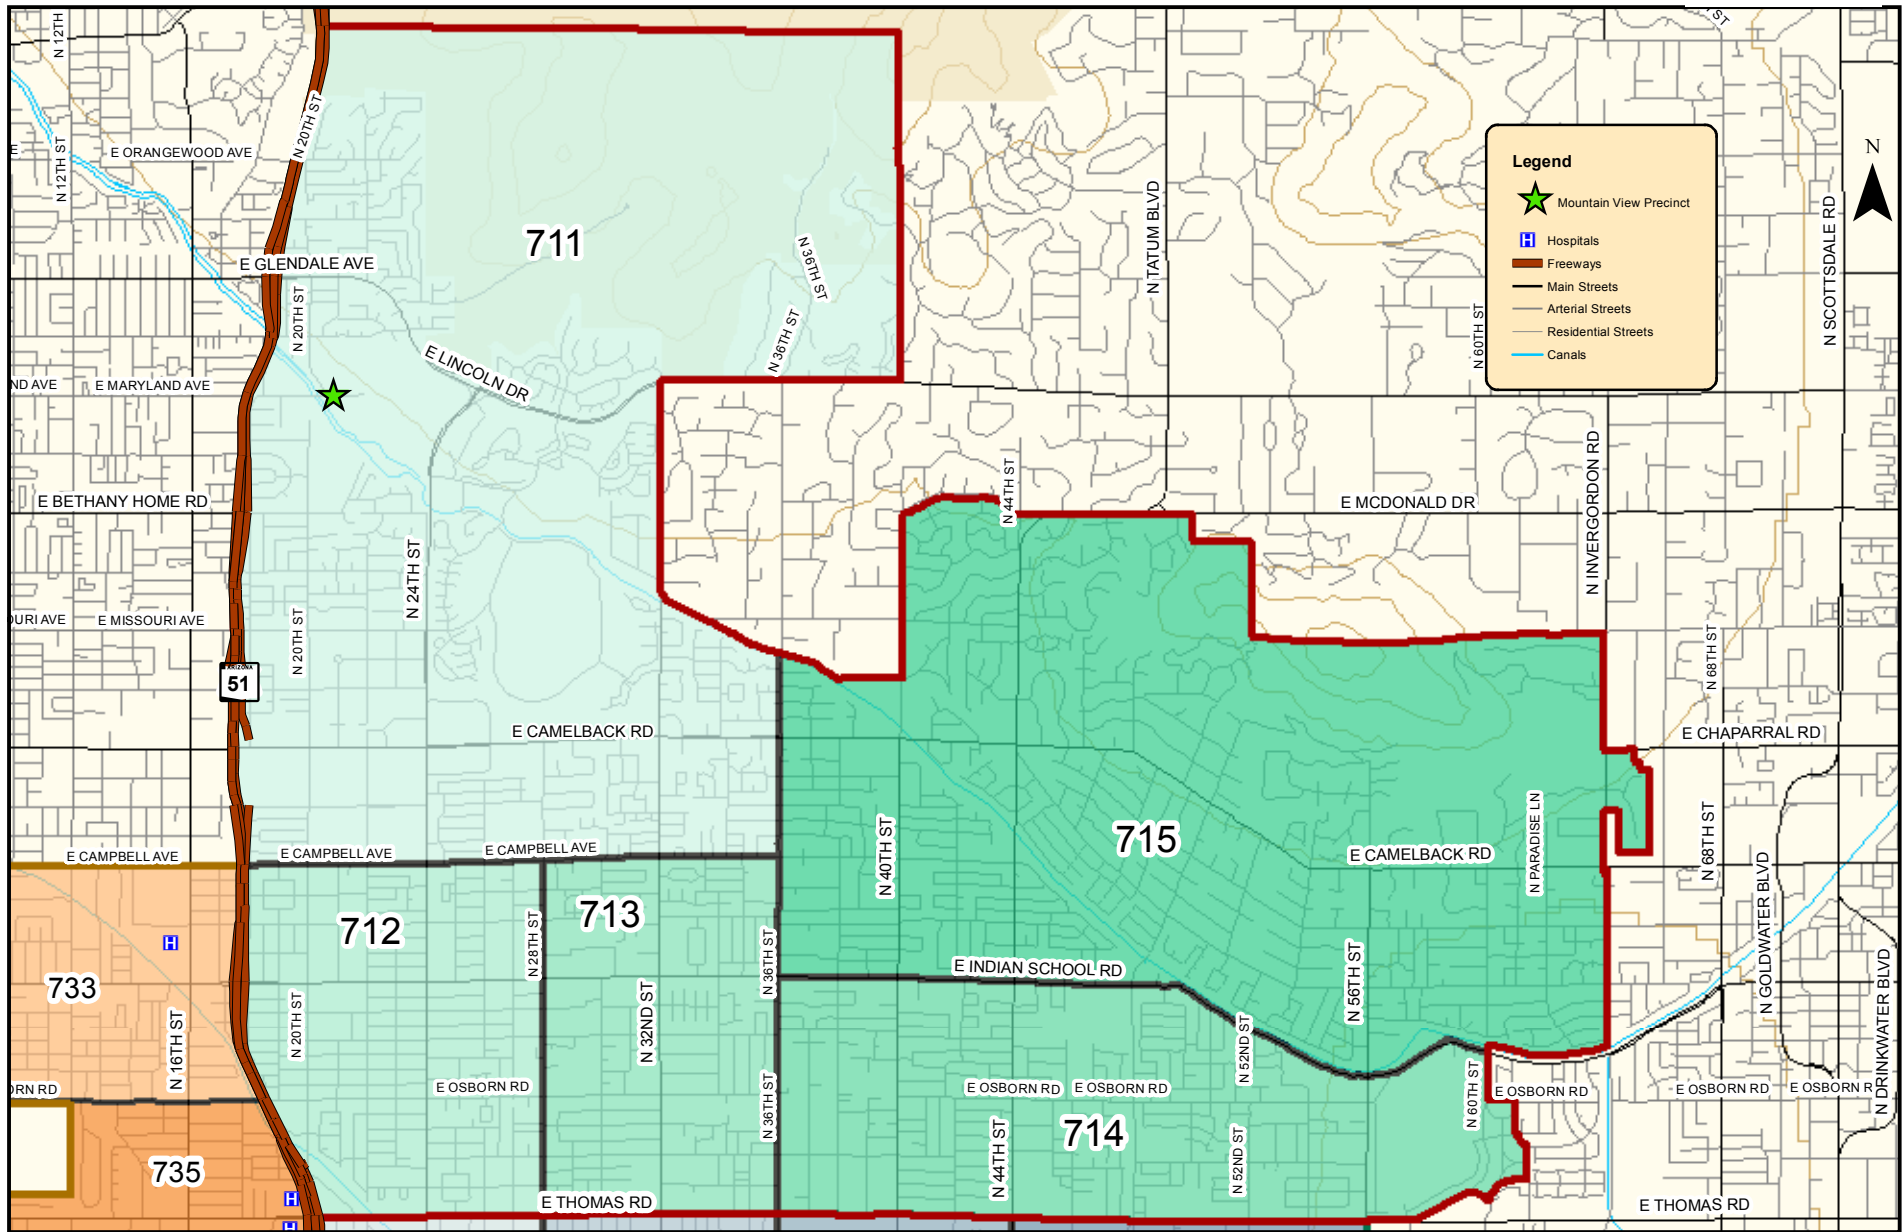 N 12TH
ST
N 20TH ST
E ORANGEWOOD AVE
E
N 12TH ST
Legend
Mountain View Precinct
Hospitals
Freeways
Main Streets
Arterial Streets
Residential Streets
Canals
N
N SCOTTSDALE RD
N TATUM BLVD
711
N 36TH ST
E GLENDALE AVE
N 20TH ST
N 36TH ST
N 60TH ST
E LINCOLN DR
ND AVE
E MARYLAND AVE
N 44TH ST
E MCDONALD DR
N INVERGORDON RD
E BETHANY HOME RD
N 24TH ST
OURI AVE
E MISSOURI AVE
N 20TH ST
N 68TH ST
ARIZONA
51
E CAMELBACK RD
E CHAPARRAL RD
715
N 40TH ST
N PARADISE LN
N 68TH ST
E CAMELBACK RD
E CAMPBELL AVE
E CAMPBELL AVE
E CAMPBELL AVE
N GOLDWATER BLVD
712
713
H
N 28TH ST
N 36TH ST
E INDIAN SCHOOL RD
N 56TH ST
733
N 16TH ST
N 20TH ST
N 32ND ST
N 52ND ST
N DRINKWATER BLVD
ORN RD
E OSBORN RD
N 36TH ST
E OSBORN RD
E OSBORN RD
N 60TH ST
E OSBORN RD
E OSBORN RD
E OSBORN R
714
735
N 44TH ST
N 52ND ST
H
E THOMAS RD
E THOMAS RD
H